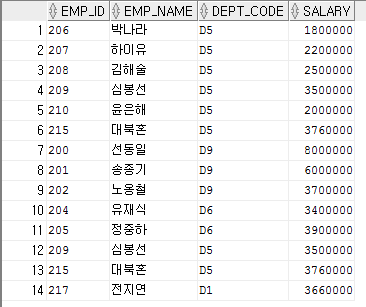 EMP_ID EMP_NAME DEPT_CODE SALARY
1 206 박나라 D5 1800000
2 207 하이유 D5 2200000
3 208 김해술 D5 2500000
4 209 심봉선 D5 3500000
5 210 윤은해 D5 2000000
6 215 대북혼 D5 3760000
7 200 선동일 D9 8000000
8 201 송종기 D9 6000000
9 202 노옹철 D9 3700000
10 204 유재식 D6 3400000
11 205 정중하 D6 3900000
12 209 심봉선 D5 3500000
13 215 대북혼 D5 3760000
14 217 전지연 D1 3660000